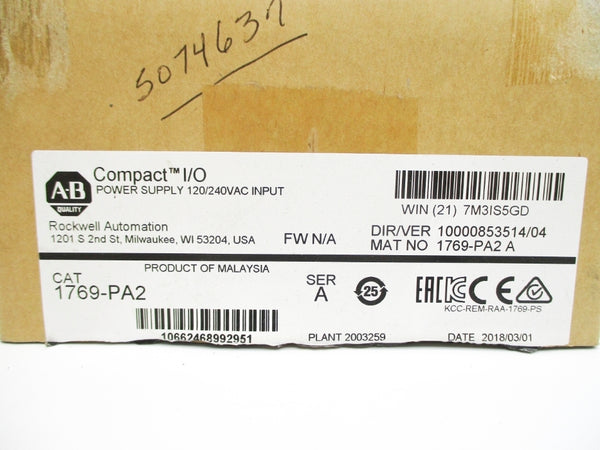 5074637
A-B
QUALITY
Compact™ I/O
POWER SUPPLY 120/240VAC INPUT
WIN (21) 7M3IS5GD
Rockwell Automation
1201 S 2nd St, Milwaukee, WI 53204, USA
FW N/A
DIR/VER 10000853514/04
MAT NO 1769-PA2 A
PRODUCT OF MALAYSIA
CAT
1769-PA2
SER
A
25
EAC
CE
KCC-REM-RAA-1769-PS
10662468992951
PLANT 2003259
DATE 2018/03/01